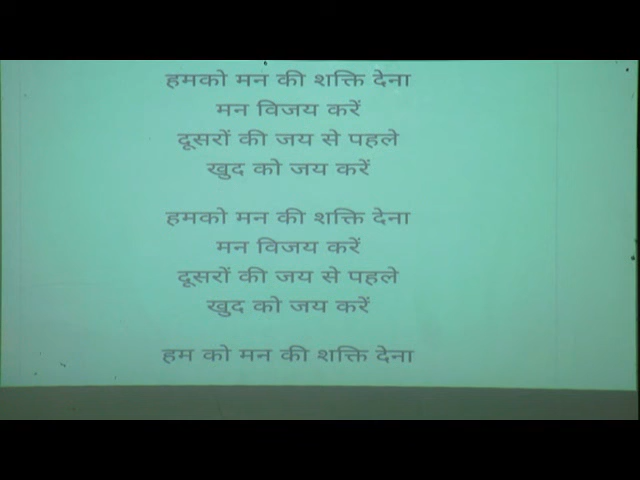 हमको मन की शक्ति देना
मन विजय करें
दूसरों की जय से पहले
खुद को जय करें
हमको मन की शक्ति देना
मन विजय करें
दूसरों की जय से पहले
खुद को जय करें
हम को मन की शक्ति देना